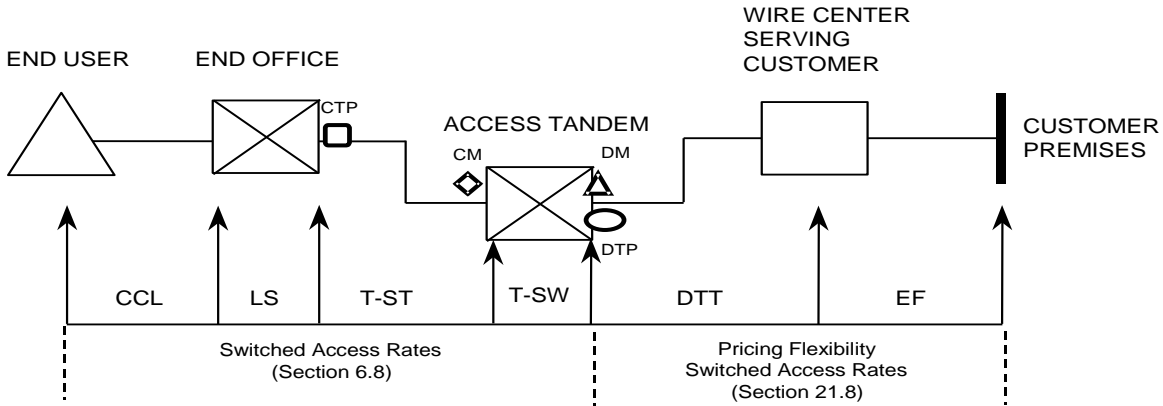 WIRE CENTER
SERVING
CUSTOMER
END USER
END OFFICE
CTP
ACCESS TANDEM
CM
DM
CUSTOMER
PREMISES
DTP
CCL
LS
T-ST
T-SW
DTT
EF
Switched Access Rates
(Section 6.8)
Pricing Flexibility
Switched Access Rates
(Section 21.8)